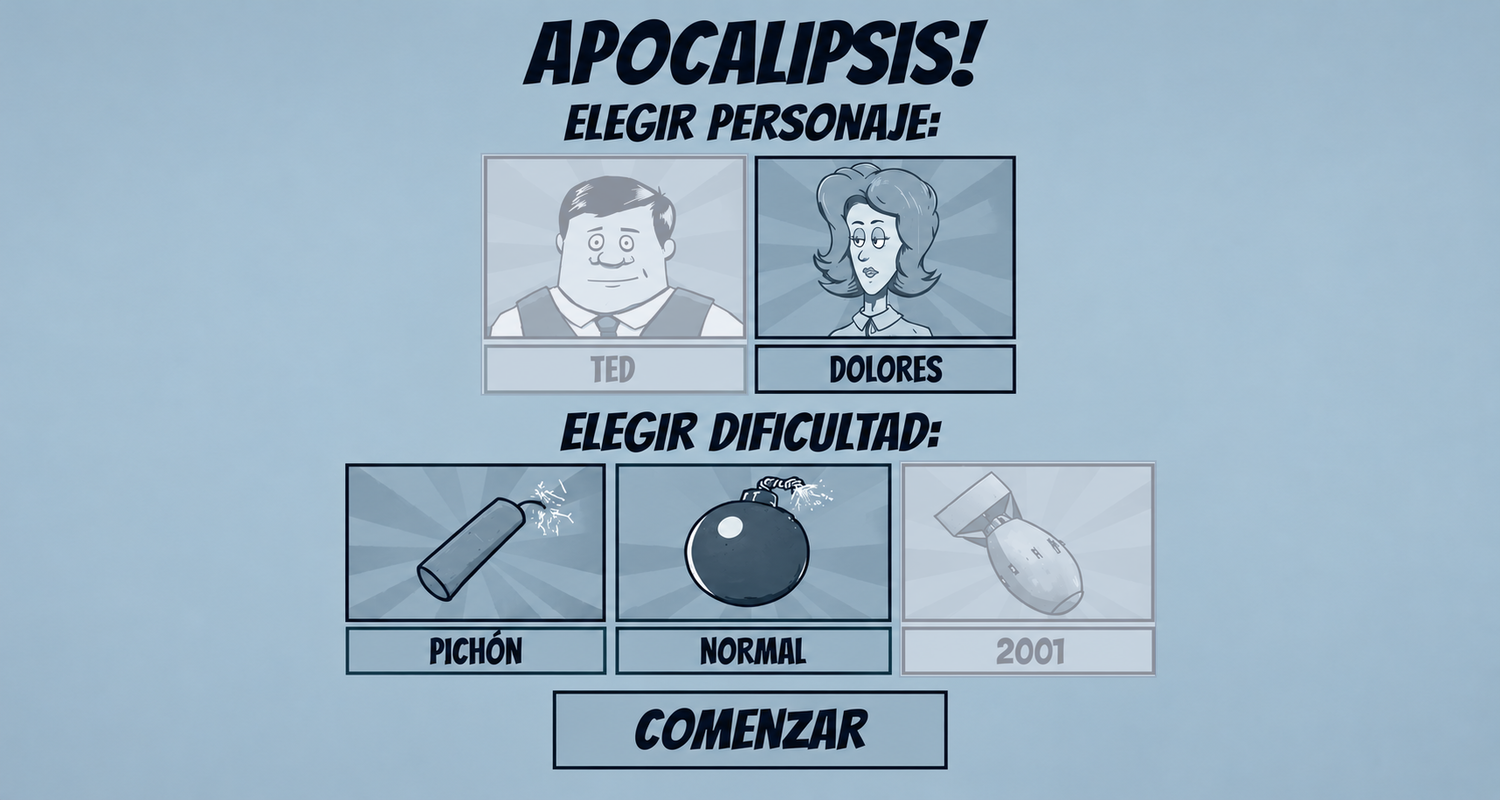 APOCALIPSIS!
ELEGIR PERSONAJE:
TED
DOLORES
ELEGIR DIFICULTAD:
PICHÓN
NORMAL
2001
COMENZAR